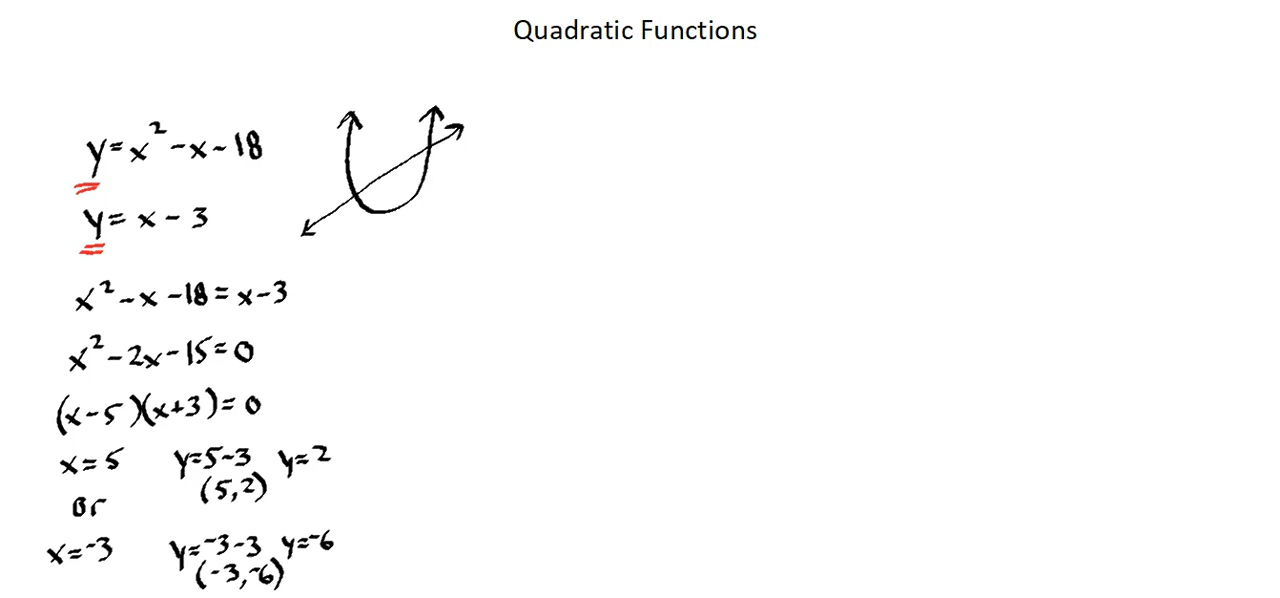 Quadratic Functions
y=x²-x-18
y=x-3
x²-x-18=x-3
x²-2x-15=0
(x-5)(x+3)=0
x=5 y=5-3 y=2
(5,2)
or
x=-3 y=-3-3 y=-6
(-3,-6)